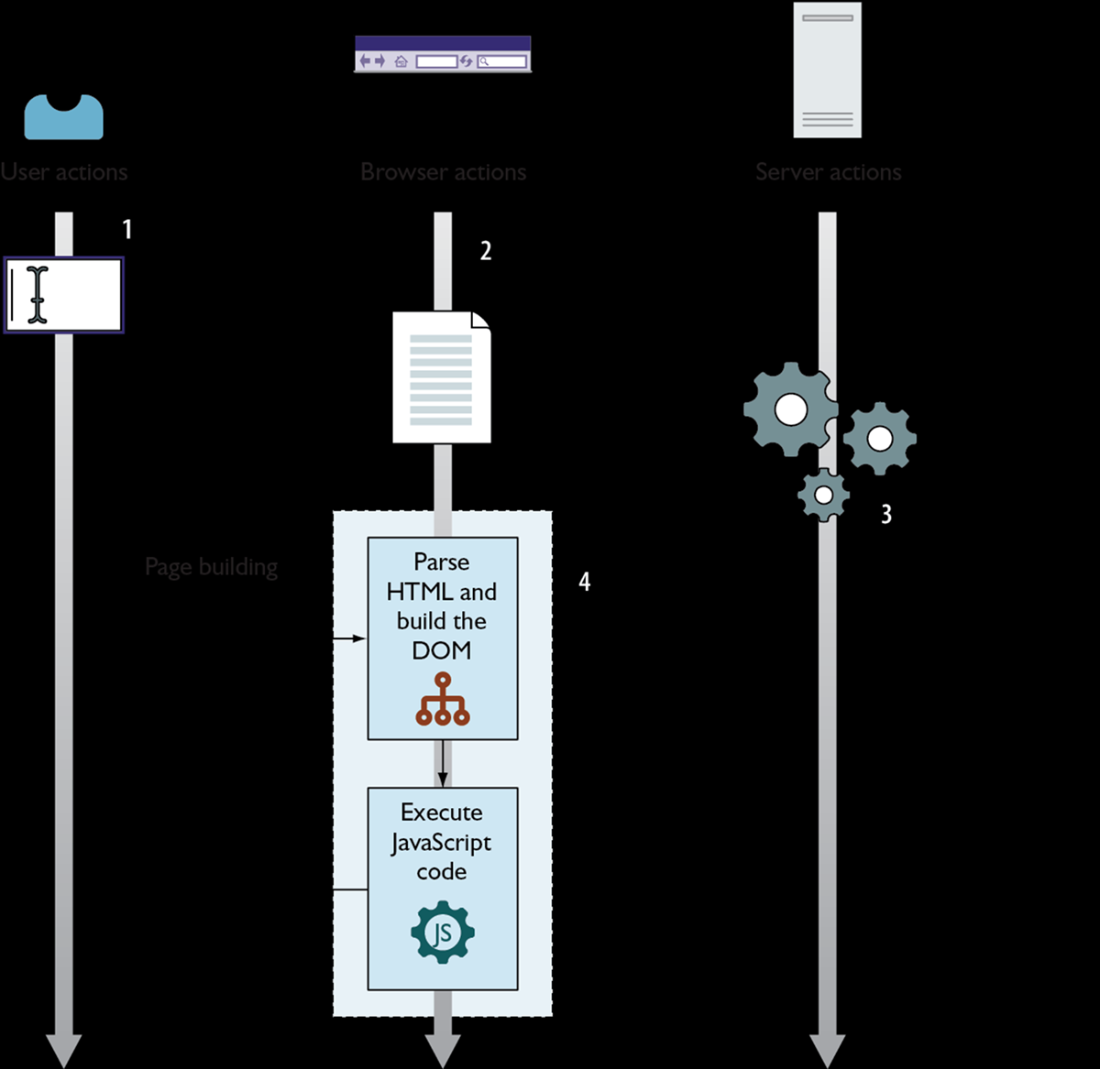 User actions
Browser actions
Server actions
1
2
3
Page building
4
Parse
HTML and
build the
DOM
Execute
JavaScript
code
JS